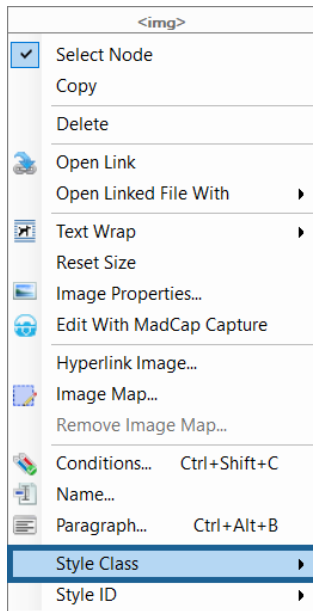 <img>
Select Node
Copy
Delete
Open Link
Open Linked File With
Text Wrap
Reset Size
Image Properties...
Edit With MadCap Capture
Hyperlink Image...
Image Map...
Remove Image Map...
Conditions... Ctrl+Shift+C
Name...
Paragraph... Ctrl+Alt+B
Style Class
Style ID